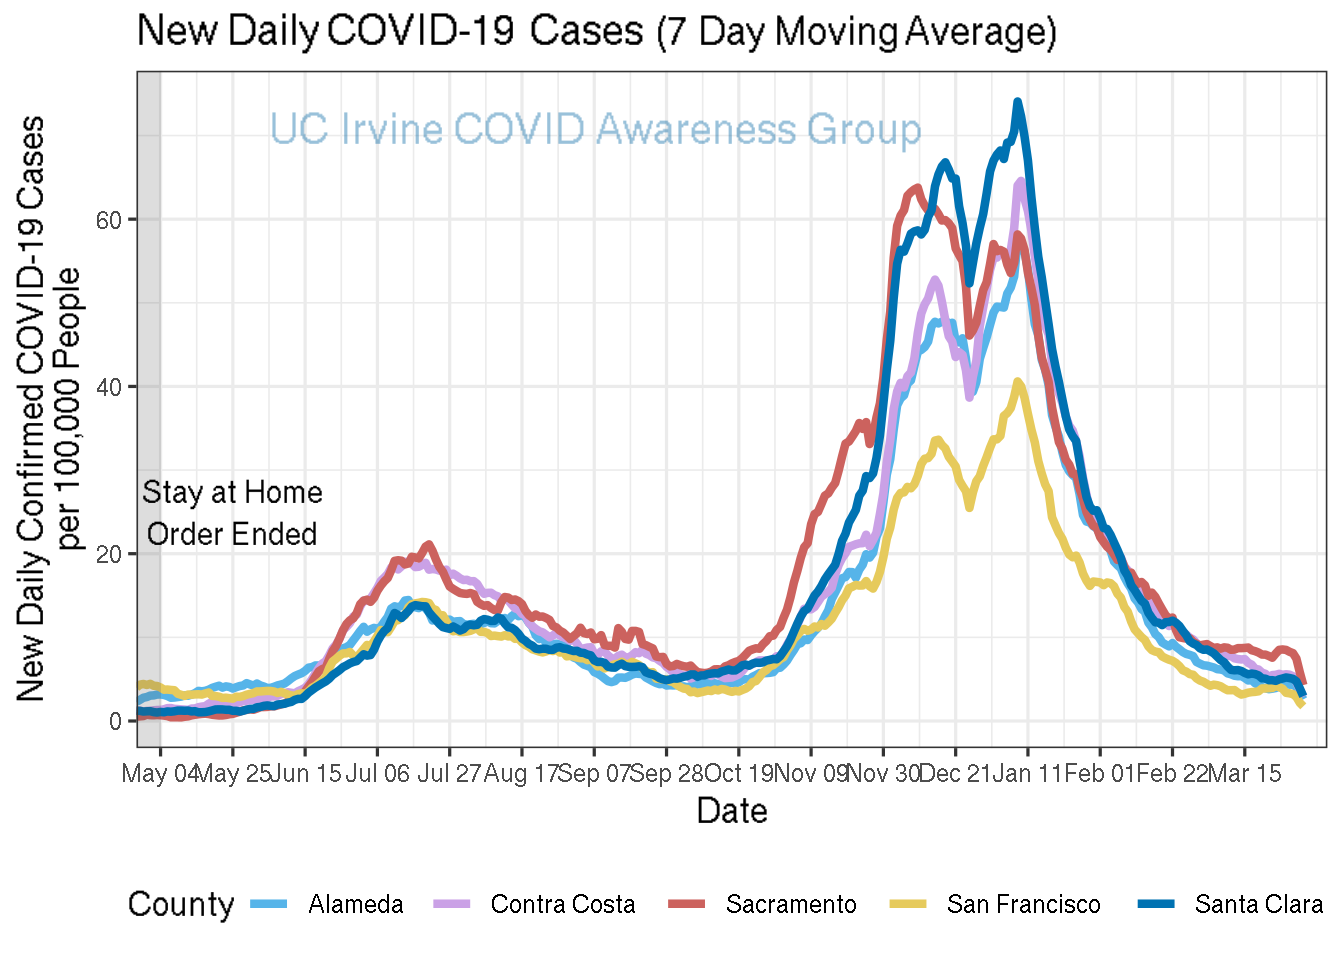 New Daily COVID-19 Cases (7 Day Moving Average)
UC Irvine COVID Awareness Group
New Daily Confirmed COVID-19 Cases
per 100,000 People
60
40
20
0
Stay at Home
Order Ended
May 04 May 25 Jun 15 Jul 06 Jul 27 Aug 17 Sep 07 Sep 28 Oct 19 Nov 09 Nov 30 Dec 21 Jan 11 Feb 01 Feb 22 Mar 15
Date
County Alameda Contra Costa Sacramento San Francisco Santa Clara